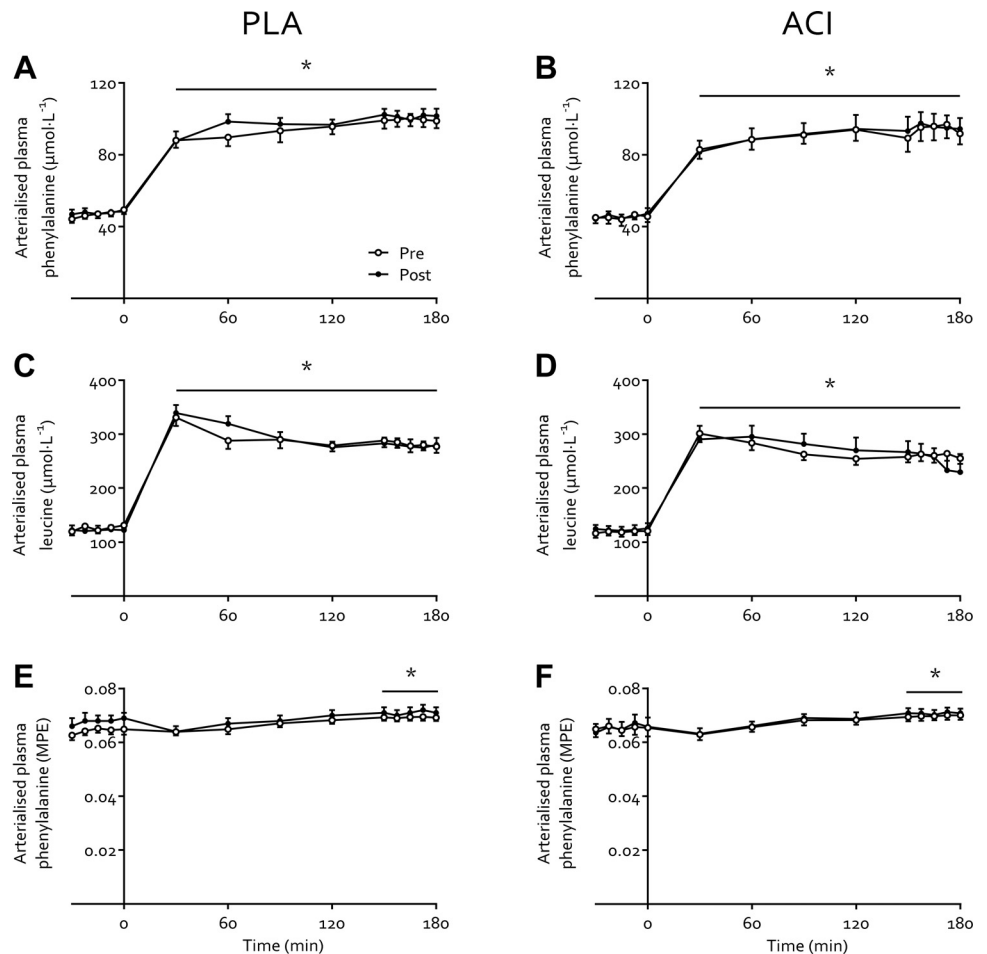 PLA
ACI
A
*
Arterialised plasma
phenylalanine (µmol·L⁻¹)
120
80
40
Pre
Post
0 60 120 180
B
*
Arterialised plasma
phenylalanine (µmol·L⁻¹)
120
80
40
0 60 120 180
C
*
Arterialised plasma
leucine (µmol·L⁻¹)
400
300
200
100
0 60 120 180
D
*
Arterialised plasma
leucine (µmol·L⁻¹)
400
300
200
100
0 60 120 180
E
*
Arterialised plasma
phenylalanine (MPE)
0.08
0.06
0.04
0.02
0 60 120 180
Time (min)
F
*
Arterialised plasma
phenylalanine (MPE)
0.08
0.06
0.04
0.02
0 60 120 180
Time (min)